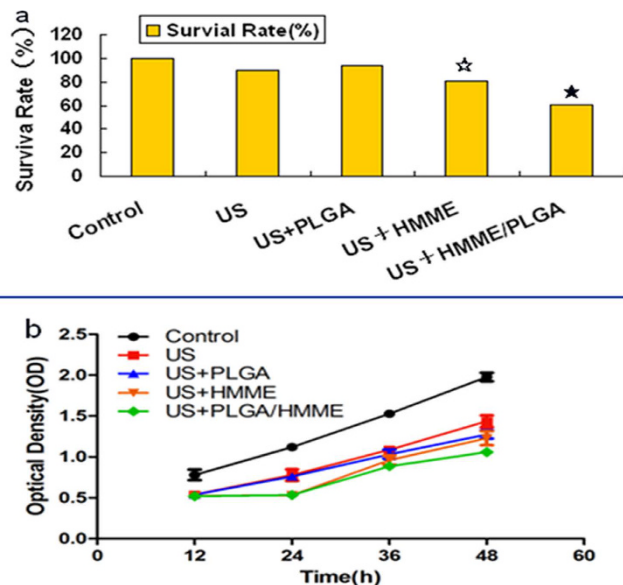 a
Surviva Rate (%)
Survial Rate(%)
120
100
80
60
40
20
0
Control
US
US+PLGA
US+HMME
US+HMME/PLGA
b
Optical Density(OD)
2.5
2.0
1.5
1.0
0.5
0.0
Control
US
US+PLGA
US+HMME
US+PLGA/HMME
0 12 24 36 48 60
Time(h)